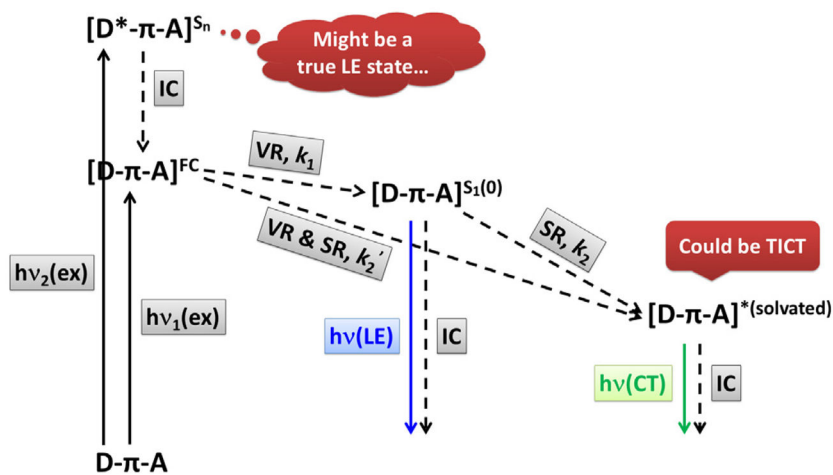 [D*-π-A]^Sn
Might be a
true LE state...
IC
[D-π-A]^FC
VR, k₁
[D-π-A]^S₁(0)
VR & SR, k₂′
SR, k₂
Could be TICT
hν₂(ex)
hν₁(ex)
[D-π-A]^*(solvated)
hν(LE)
IC
hν(CT)
IC
D-π-A